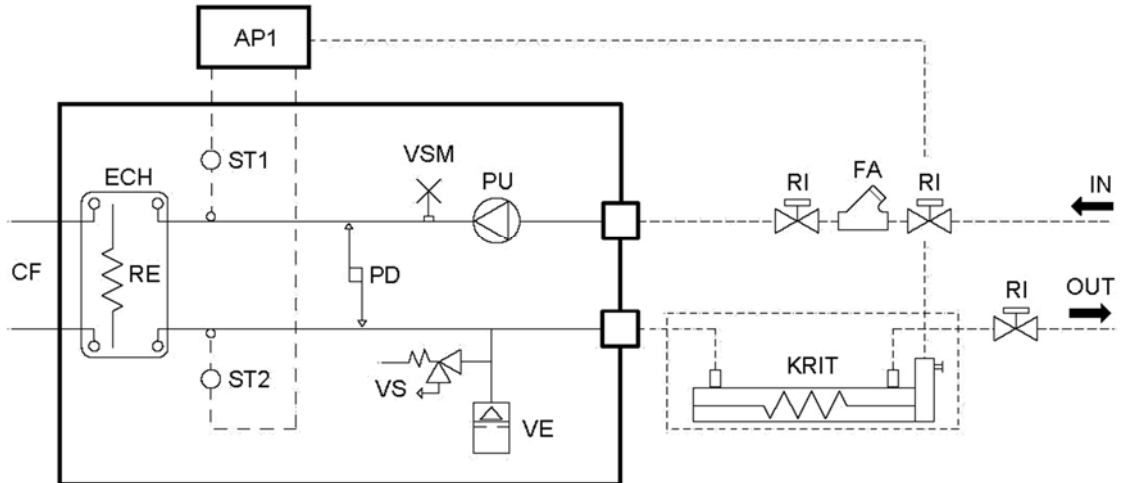 AP1
ST1
VSM
PU
ECH
RI
FA
RI
IN
CF
RE
PD
RI
OUT
KRIT
ST2
VS
VE